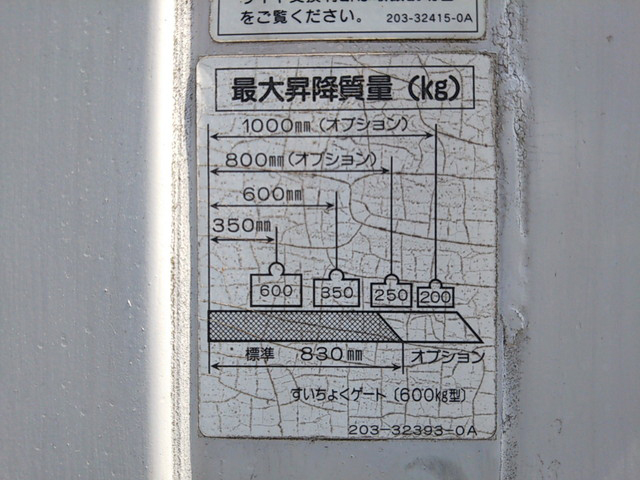 をご覧ください。 203-32415-0A
最大昇降質量（kg）
1000mm（オプション）
800mm（オプション）
600mm
350mm
600 350 250 200
標準 830mm オプション
すいちょくゲート〔600kg型〕
203-32393-0A